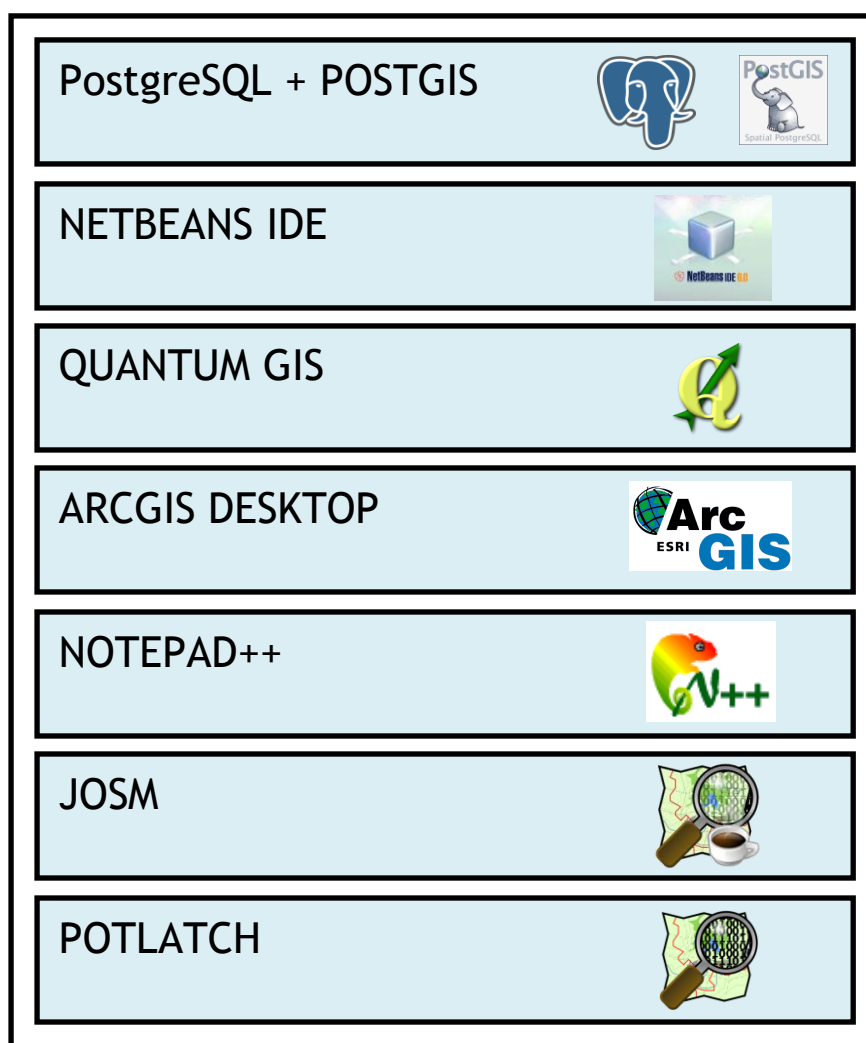 PostgreSQL + POSTGIS
PostGIS
Spatial PostgreSQL
NETBEANS IDE
NetBeans IDE 6.0
QUANTUM GIS
ARCGIS DESKTOP
Arc
ESRI GIS
NOTEPAD++
N++
JOSM
POTLATCH